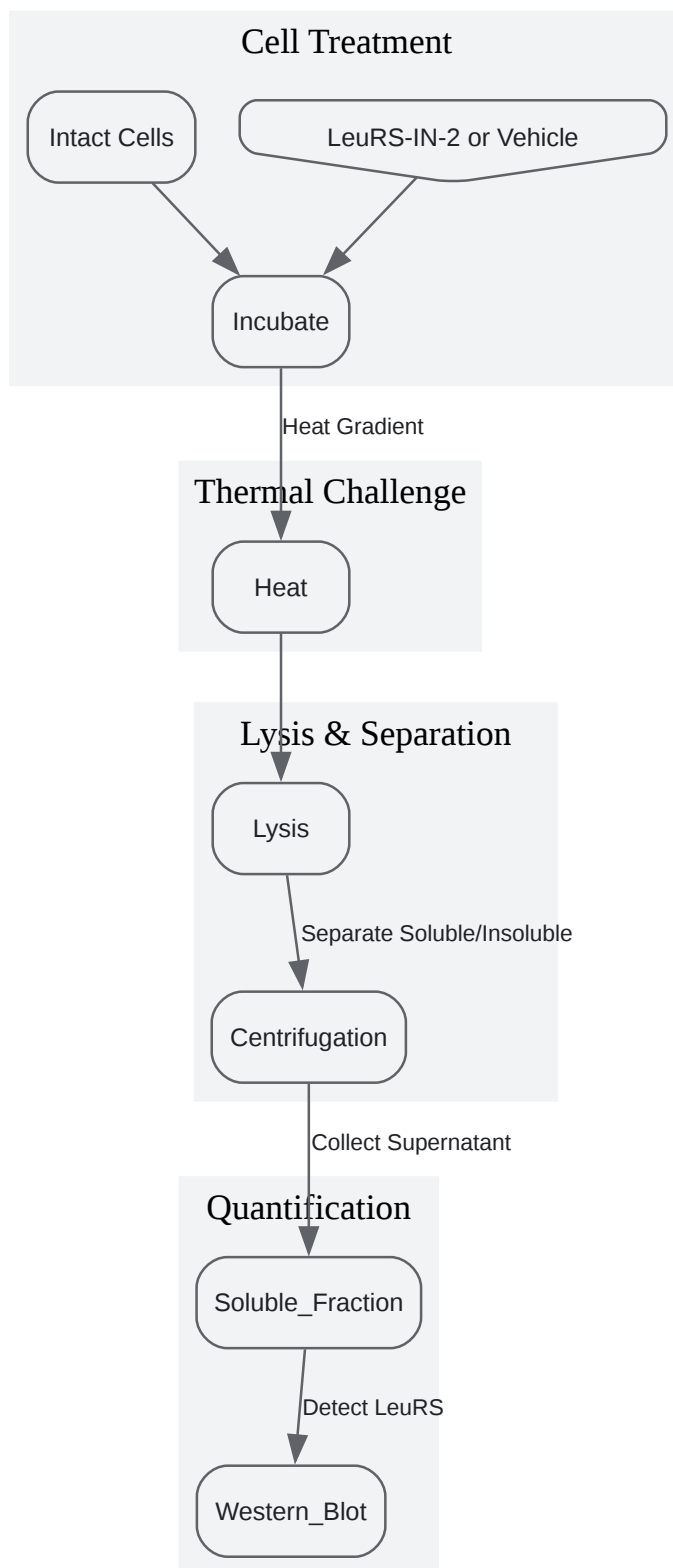 Cell Treatment
Intact Cells
LeuRS-IN-2 or Vehicle
Incubate
Heat Gradient
Thermal Challenge
Heat
Lysis & Separation
Lysis
Separate Soluble/Insoluble
Centrifugation
Collect Supernatant
Quantification
Soluble_Fraction
Detect LeuRS
Western_Blot